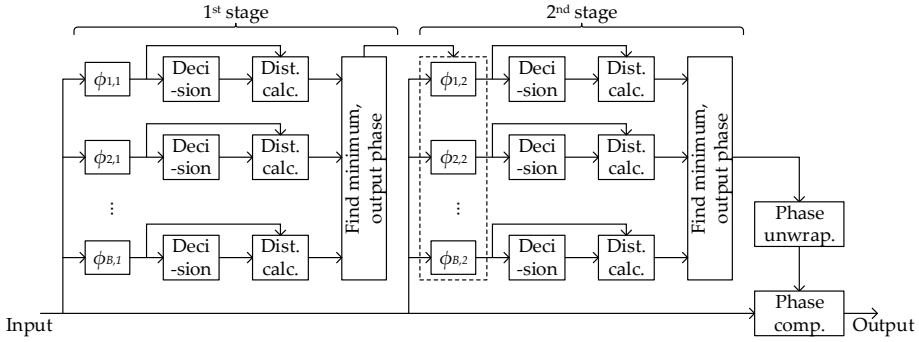 1st stage
2nd stage
ϕ1,1
Deci
-sion
Dist.
calc.
ϕ2,1
Deci
-sion
Dist.
calc.
...
ϕB,1
Deci
-sion
Dist.
calc.
Find minimum,
output phase
ϕ1,2
Deci
-sion
Dist.
calc.
ϕ2,2
Deci
-sion
Dist.
calc.
...
ϕB,2
Deci
-sion
Dist.
calc.
Find minimum,
output phase
Phase
unwrap.
Phase
comp.
Input
Output